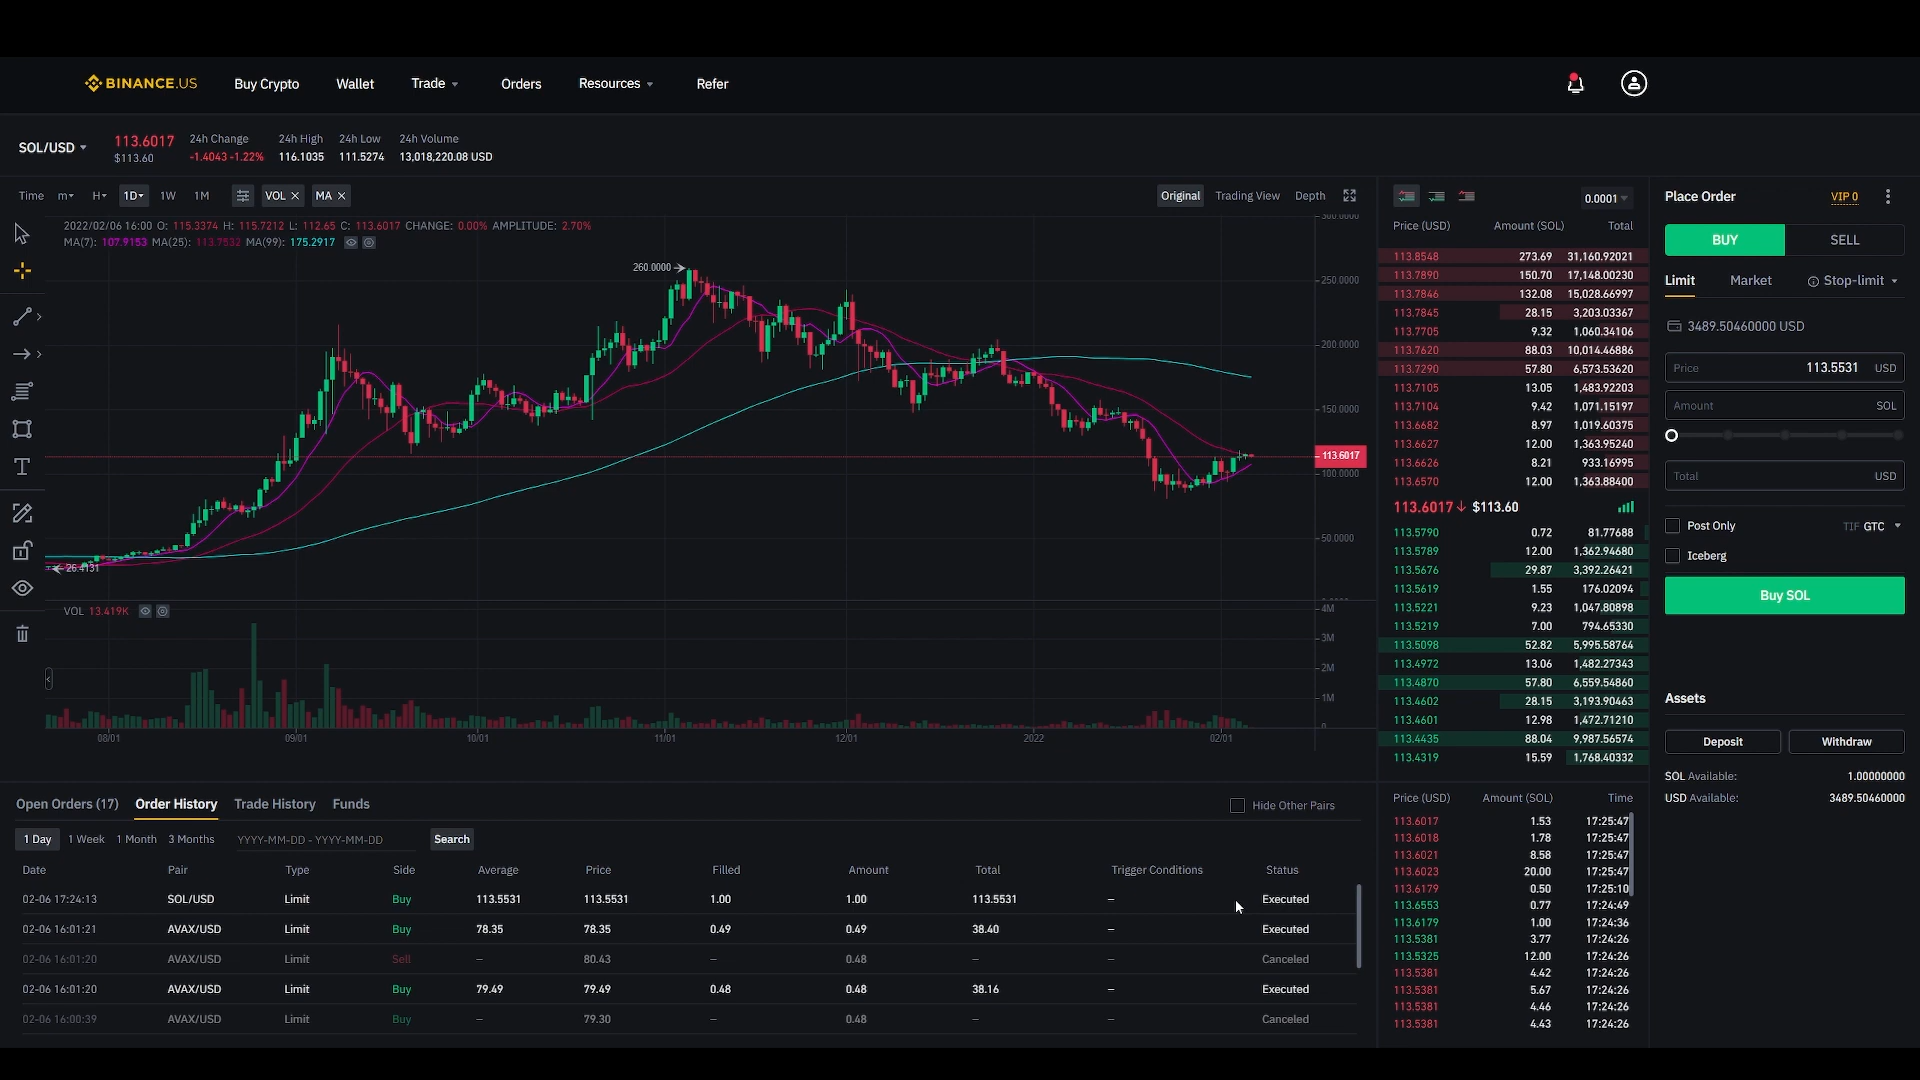 BINANCE.US Buy Crypto Wallet Trade Orders Resources Refer
SOL/USD 113.6017 24h Change 24h High 24h Low 24h Volume
$113.60 -1.4043 -1.22% 116.1035 111.5274 13,018,220.08 USD
Time m H 1D 1W 1M VOL MA Original Trading View Depth
2022/02/06 16:00 O: 115.3374 H: 115.7212 L: 112.65 C: 113.6017 CHANGE: 0.00% AMPLITUDE: 2.70%
MA(7): 107.9153 MA(25): 113.7532 MA(99): 175.2917
300.0000
260.0000
250.0000
200.0000
150.0000
113.6017
100.0000
50.0000
26.4131
VOL 13.419K
4M
3M
2M
1M
0
08/01 09/01 10/01 11/01 12/01 2022 02/01
0.0001
Price (USD) Amount (SOL) Total
113.8548 273.69 31,160.92021
113.7890 150.70 17,148.00230
113.7846 132.08 15,028.66997
113.7845 28.15 3,203.03367
113.7705 9.32 1,060.34106
113.7620 88.03 10,014.46886
113.7290 57.80 6,573.53620
113.7105 13.05 1,483.92203
113.7104 9.42 1,071.15197
113.6682 8.97 1,019.60375
113.6627 12.00 1,363.95240
113.6626 8.21 933.16995
113.6570 12.00 1,363.88400
113.6017 $113.60
113.5790 0.72 81.77688
113.5789 12.00 1,362.94680
113.5676 29.87 3,392.26421
113.5619 1.55 176.02094
113.5221 9.23 1,047.80898
113.5219 7.00 794.65330
113.5098 52.82 5,995.58764
113.4972 13.06 1,482.27343
113.4870 57.80 6,559.54860
113.4602 28.15 3,193.90463
113.4601 12.98 1,472.71210
113.4435 88.04 9,987.56574
113.4319 15.59 1,768.40332
Price (USD) Amount (SOL) Time
113.6017 1.53 17:25:47
113.6018 1.78 17:25:47
113.6021 8.58 17:25:47
113.6023 20.00 17:25:47
113.6179 0.50 17:25:10
113.6553 0.77 17:24:49
113.6179 1.00 17:24:36
113.5381 3.77 17:24:26
113.5325 12.00 17:24:26
113.5381 4.42 17:24:26
113.5381 5.67 17:24:26
113.5381 4.46 17:24:26
113.5381 4.43 17:24:26
Place Order VIP 0
BUY SELL
Limit Market Stop-limit
3489.50460000 USD
Price 113.5531 USD
Amount SOL
Total USD
Post Only TIF GTC
Iceberg
Buy SOL
Assets
Deposit Withdraw
SOL Available: 1.00000000
USD Available: 3489.50460000
Open Orders (17) Order History Trade History Funds Hide Other Pairs
1 Day 1 Week 1 Month 3 Months YYYY-MM-DD - YYYY-MM-DD Search
Date Pair Type Side Average Price Filled Amount Total Trigger Conditions Status
02-06 17:24:13 SOL/USD Limit Buy 113.5531 113.5531 1.00 1.00 113.5531 – Executed
02-06 16:01:21 AVAX/USD Limit Buy 78.35 78.35 0.49 0.49 38.40 – Executed
02-06 16:01:20 AVAX/USD Limit Sell – 80.43 – 0.48 – – Canceled
02-06 16:01:20 AVAX/USD Limit Buy 79.49 79.49 0.48 0.48 38.16 – Executed
02-06 16:00:39 AVAX/USD Limit Buy – 79.30 – 0.48 – – Canceled